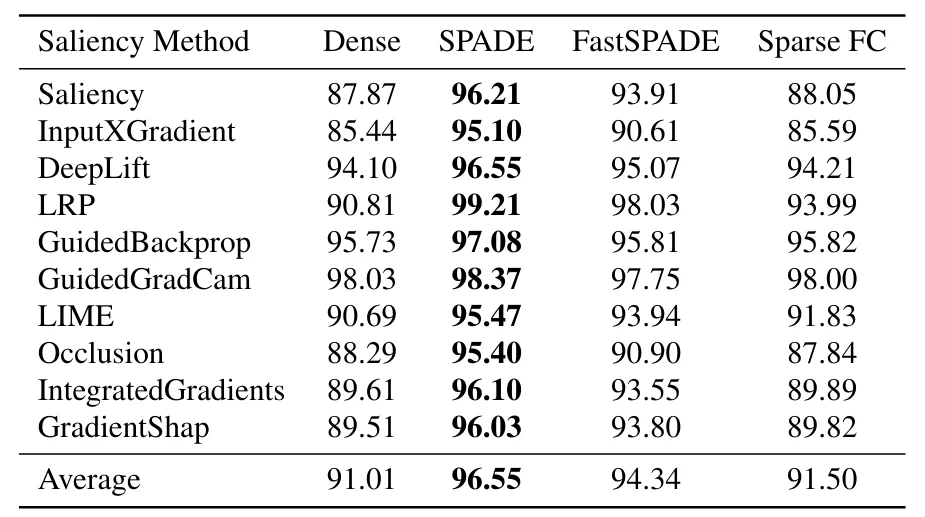 Saliency Method Dense SPADE FastSPADE Sparse FC
Saliency 87.87 96.21 93.91 88.05
InputXGradient 85.44 95.10 90.61 85.59
DeepLift 94.10 96.55 95.07 94.21
LRP 90.81 99.21 98.03 93.99
GuidedBackprop 95.73 97.08 95.81 95.82
GuidedGradCam 98.03 98.37 97.75 98.00
LIME 90.69 95.47 93.94 91.83
Occlusion 88.29 95.40 90.90 87.84
IntegratedGradients 89.61 96.10 93.55 89.89
GradientShap 89.51 96.03 93.80 89.82
Average 91.01 96.55 94.34 91.50